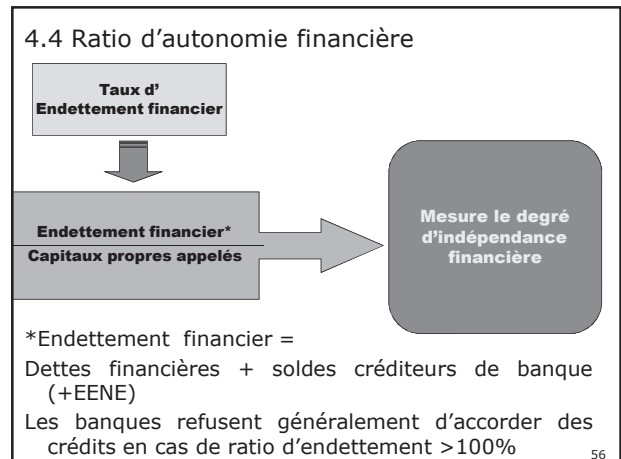 4.4 Ratio d’autonomie financière
Taux d’
Endettement financier
Endettement financier*
Capitaux propres appelés
Mesure le degré
d’indépendance
financière
*Endettement financier =
Dettes financières + soldes créditeurs de banque
(+EENE)
Les banques refusent généralement d’accorder des
crédits en cas de ratio d’endettement >100%
56